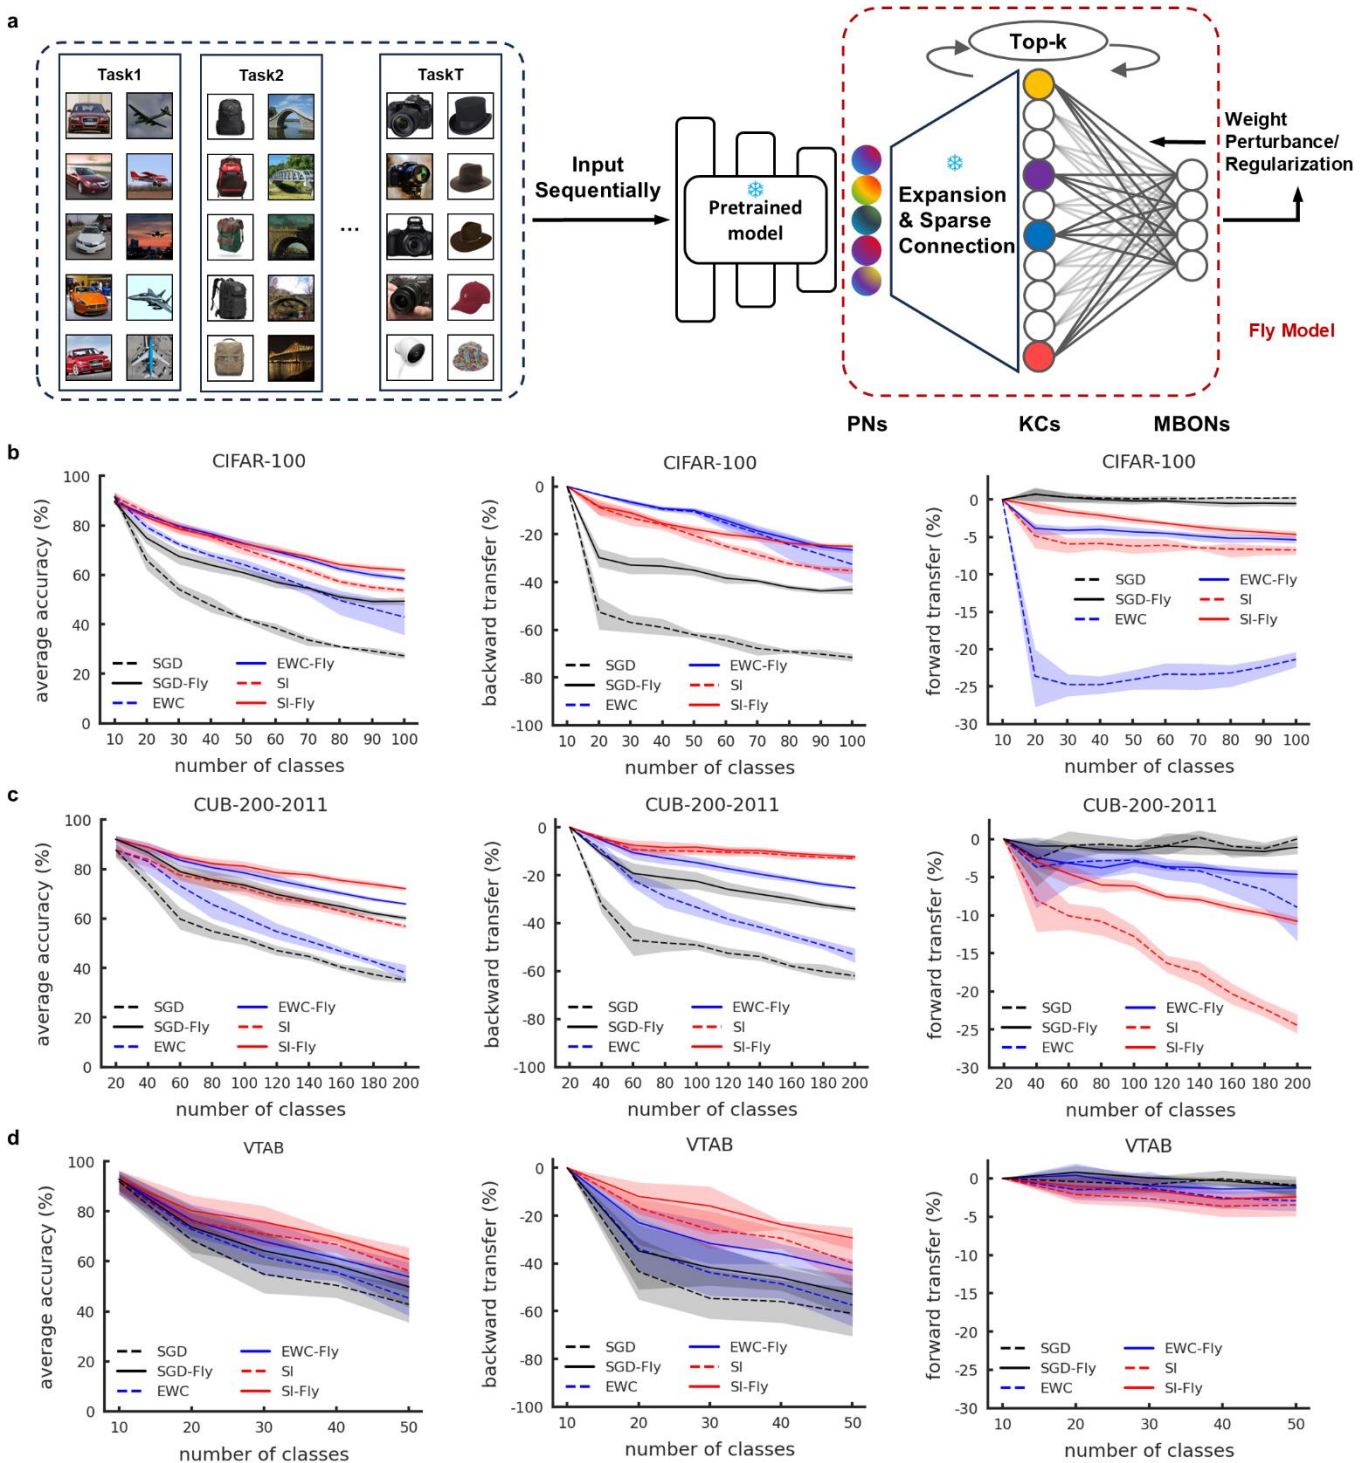 a
Task1
Task2
TaskT
...
Input
Sequentially
Pretrained
model
Top-k
Expansion
& Sparse
Connection
Weight
Perturbance/
Regularization
Fly Model
PNs
KCs
MBONs
b
CIFAR-100
average accuracy (%)
100
80
60
40
20
0
10 20 30 40 50 60 70 80 90 100
number of classes
SGD
SGD-Fly
EWC
EWC-Fly
SI
SI-Fly
CIFAR-100
backward transfer (%)
0
-20
-40
-60
-80
-100
10 20 30 40 50 60 70 80 90 100
number of classes
SGD
SGD-Fly
EWC
EWC-Fly
SI
SI-Fly
CIFAR-100
forward transfer (%)
0
-5
-10
-15
-20
-25
-30
10 20 30 40 50 60 70 80 90 100
number of classes
SGD
SGD-Fly
EWC
EWC-Fly
SI
SI-Fly
c
CUB-200-2011
average accuracy (%)
100
80
60
40
20
0
20 40 60 80 100 120 140 160 180 200
number of classes
SGD
SGD-Fly
EWC
EWC-Fly
SI
SI-Fly
CUB-200-2011
backward transfer (%)
0
-20
-40
-60
-80
-100
20 40 60 80 100 120 140 160 180 200
number of classes
SGD
SGD-Fly
EWC
EWC-Fly
SI
SI-Fly
CUB-200-2011
forward transfer (%)
0
-5
-10
-15
-20
-25
-30
20 40 60 80 100 120 140 160 180 200
number of classes
SGD
SGD-Fly
EWC
EWC-Fly
SI
SI-Fly
d
VTAB
average accuracy (%)
100
80
60
40
20
0
10 20 30 40 50
number of classes
SGD
SGD-Fly
EWC
EWC-Fly
SI
SI-Fly
VTAB
backward transfer (%)
0
-20
-40
-60
-80
-100
10 20 30 40 50
number of classes
SGD
SGD-Fly
EWC
EWC-Fly
SI
SI-Fly
VTAB
forward transfer (%)
0
-5
-10
-15
-20
-25
-30
10 20 30 40 50
number of classes
SGD
SGD-Fly
EWC
EWC-Fly
SI
SI-Fly